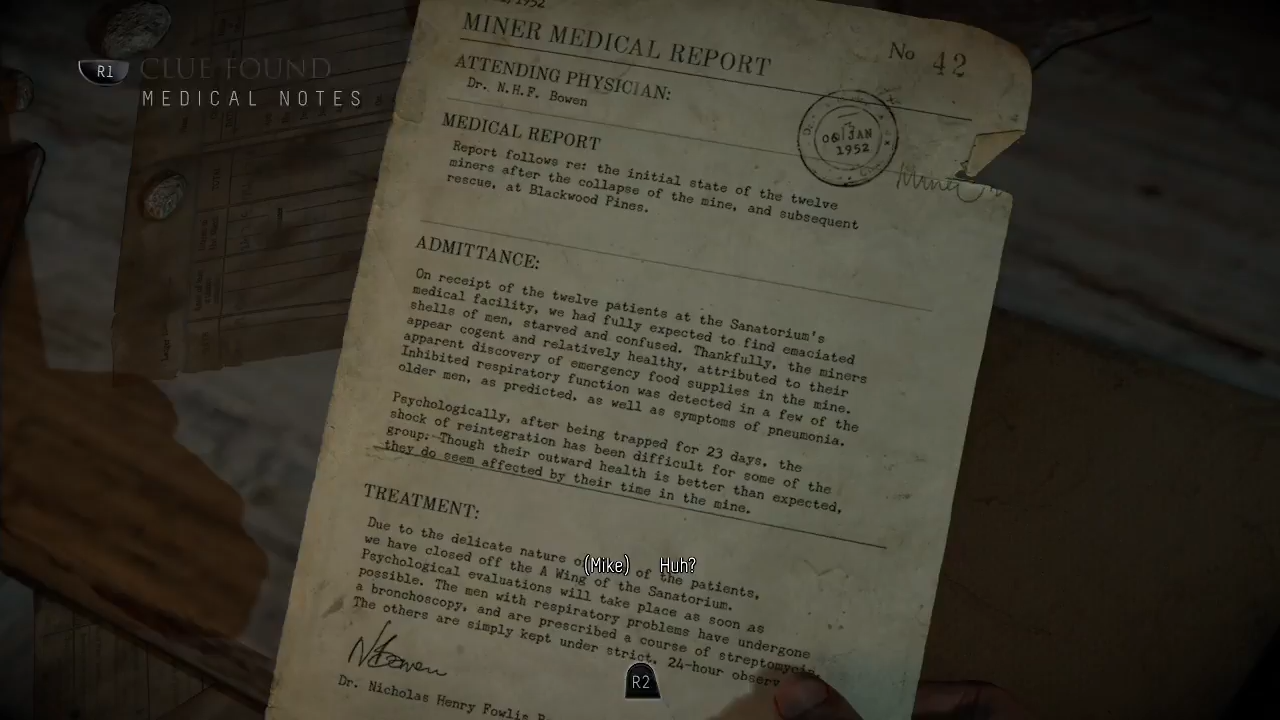 /1952
MINER MEDICAL REPORT
No 42
R1 CLUE FOUND
MEDICAL NOTES
ATTENDING PHYSICIAN:
Dr. N.H.F. Bowen
JAN
1952
MEDICAL REPORT
Report follows re: the initial state of the twelve
miners after the collapse of the mine, and subsequent
rescue, at Blackwood Pines.
ADMITTANCE:
On receipt of the twelve patients at the Sanatorium's
medical facility, we had fully expected to find emaciated
shells of men, starved and confused. Thankfully, the miners
appear cogent and relatively healthy, attributed to their
apparent discovery of emergency food supplies in the mine.
Inhibited respiratory function was detected in a few of the
older men, as predicted, as well as symptoms of pneumonia.
Psychologically, after being trapped for 23 days, the
shock of reintegration has been difficult for some of the
group. Though their outward health is better than expected,
they do seem affected by their time in the mine.
TREATMENT:
Due to the delicate nature of the patients,
we have closed off the A Wing of the Sanatorium.
Psychological evaluations will take place as soon as
possible. The men with respiratory problems have undergone
a bronchoscopy, and are prescribed a course of streptomycin.
The others are simply kept under strict, 24-hour observ
(Mike) Huh?
NBowen
R2
Dr. Nicholas Henry Fowlis B